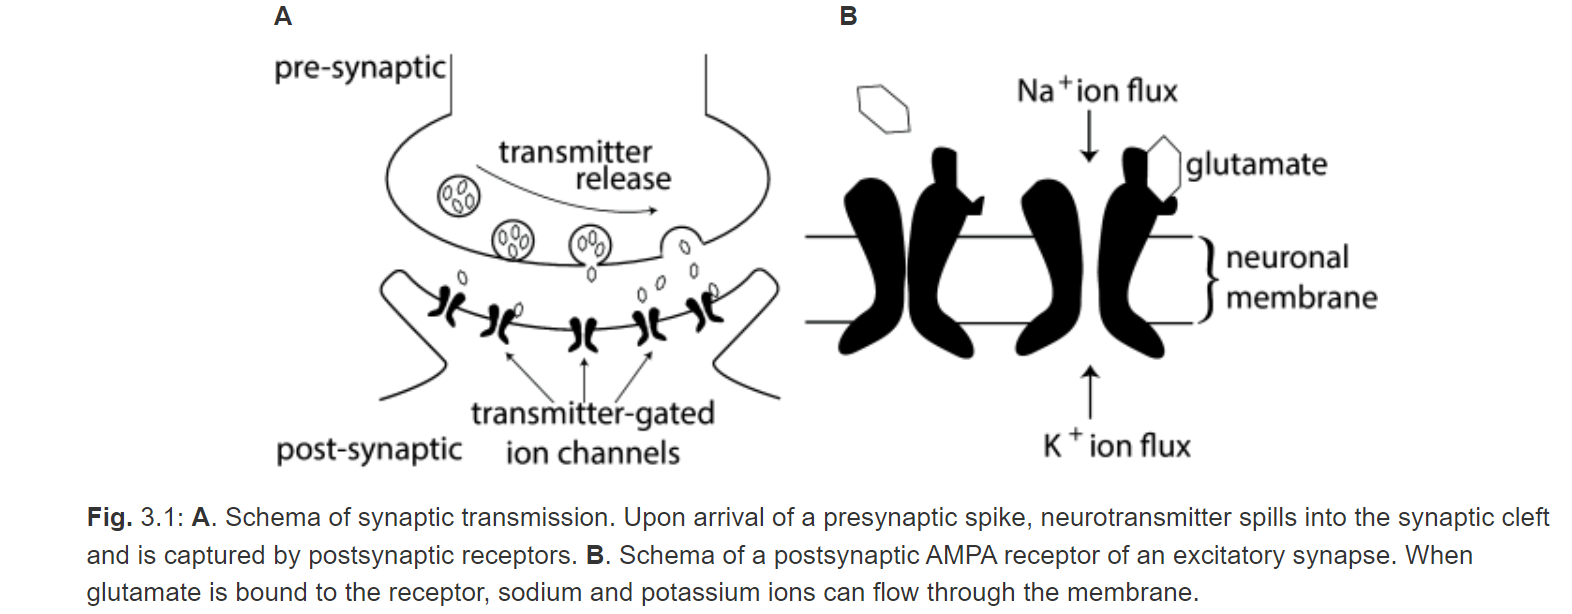 A
B
pre-synaptic
transmitter
release
transmitter-gated
ion channels
post-synaptic
Na+ ion flux
glutamate
neuronal
membrane
K+ ion flux
Fig. 3.1: A. Schema of synaptic transmission. Upon arrival of a presynaptic spike, neurotransmitter spills into the synaptic cleft
and is captured by postsynaptic receptors. B. Schema of a postsynaptic AMPA receptor of an excitatory synapse. When
glutamate is bound to the receptor, sodium and potassium ions can flow through the membrane.